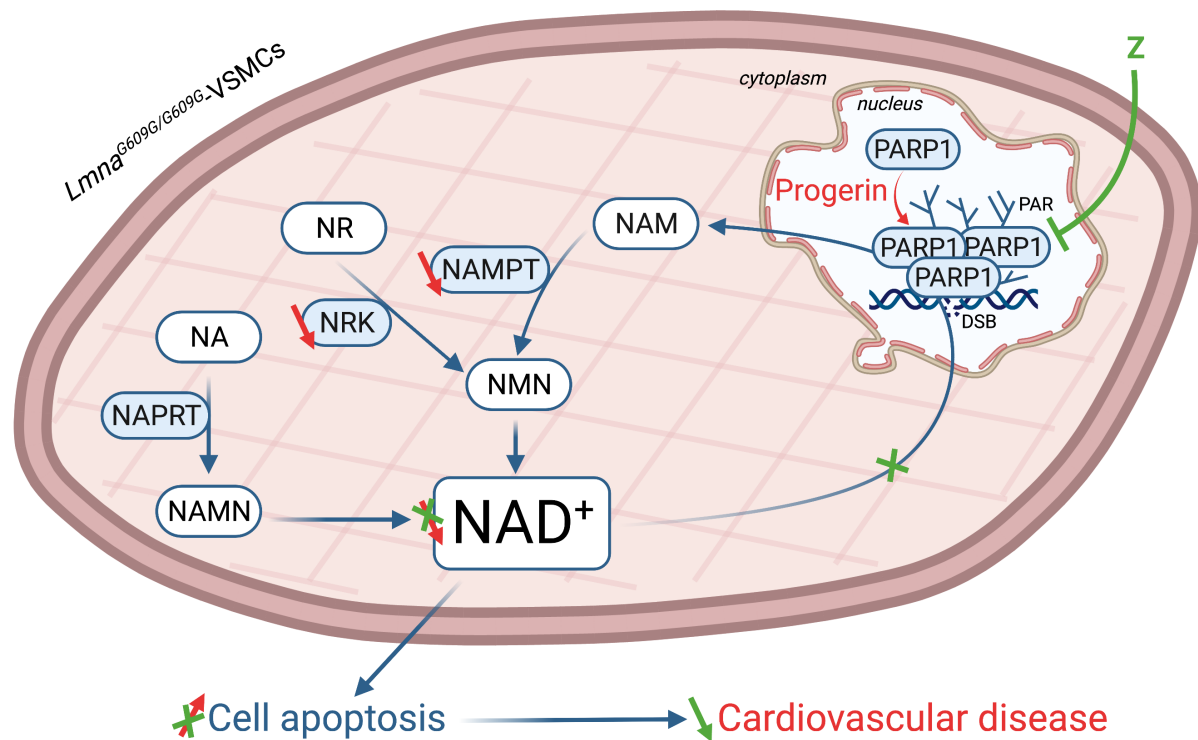 Z
cytoplasm
nucleus
Lmna^G609G/G609G-VSMCs
PARP1
Progerin
PAR
NR
NAM
PARP1 PARP1
NAMPT
PARP1
NRK
DSB
NA
NMN
NAPRT
NAMN
NAD⁺
Cell apoptosis
Cardiovascular disease